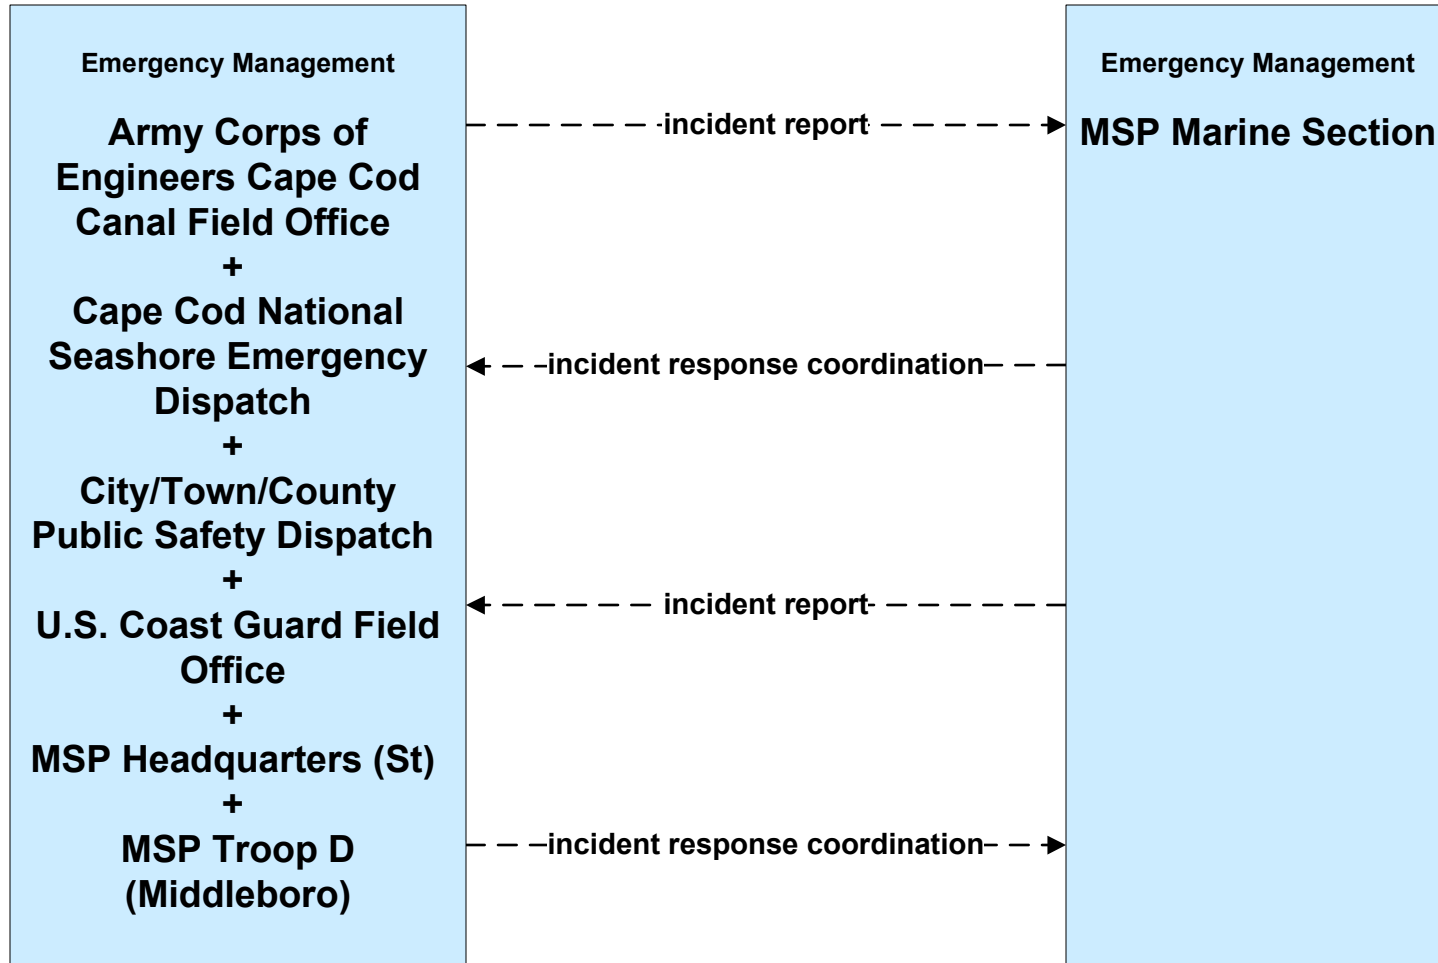 Emergency Management
Army Corps of
Engineers Cape Cod
Canal Field Office
+
Cape Cod National
Seashore Emergency
Dispatch
+
City/Town/County
Public Safety Dispatch
+
U.S. Coast Guard Field
Office
+
MSP Headquarters (St)
+
MSP Troop D
(Middleboro)
incident report
incident response coordination
incident report
incident response coordination
Emergency Management
MSP Marine Section